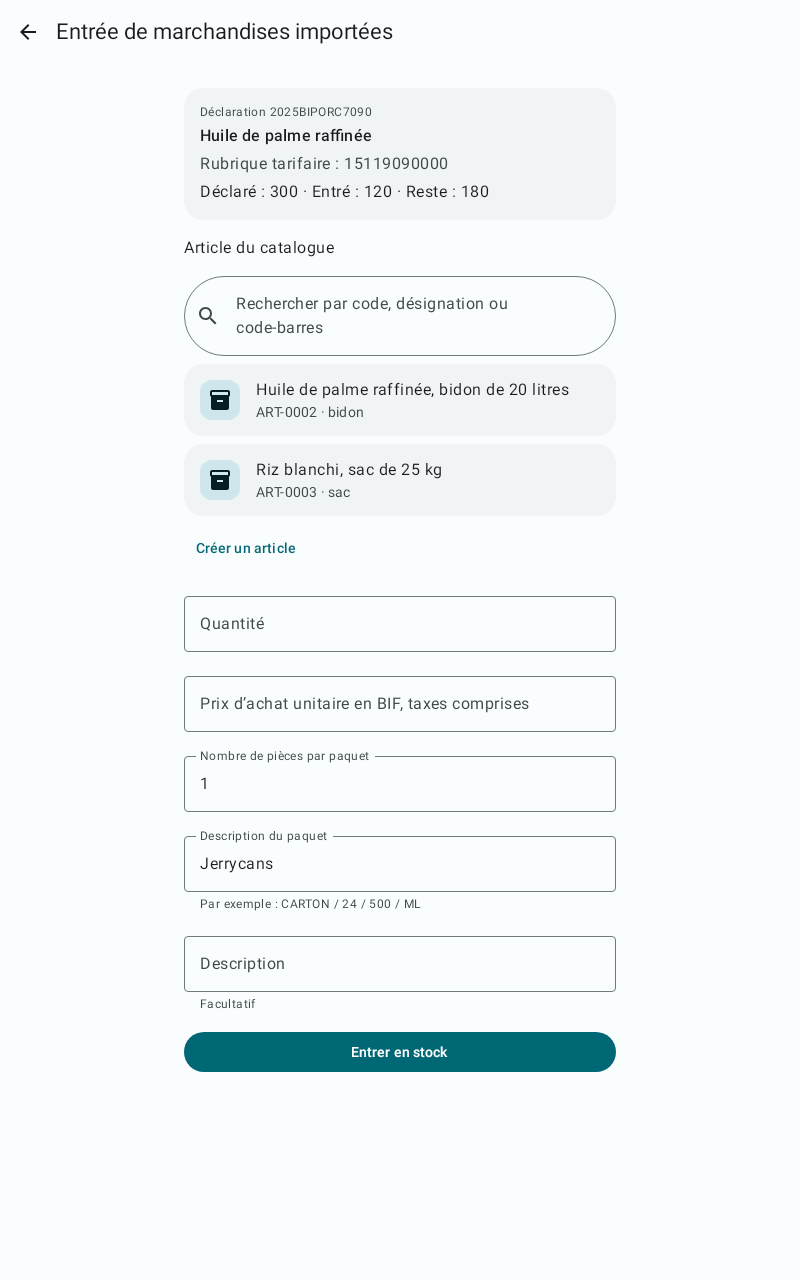 Entrée de marchandises importées
Déclaration 2025BIPORC7090
Huile de palme raffinée
Rubrique tarifaire : 15119090000
Déclaré : 300 · Entré : 120 · Reste : 180
Article du catalogue
Rechercher par code, désignation ou
code-barres
Huile de palme raffinée, bidon de 20 litres
ART-0002 · bidon
Riz blanchi, sac de 25 kg
ART-0003 · sac
Créer un article
Quantité
Prix d’achat unitaire en BIF, taxes comprises
Nombre de pièces par paquet
1
Description du paquet
Jerrycans
Par exemple : CARTON / 24 / 500 / ML
Description
Facultatif
Entrer en stock